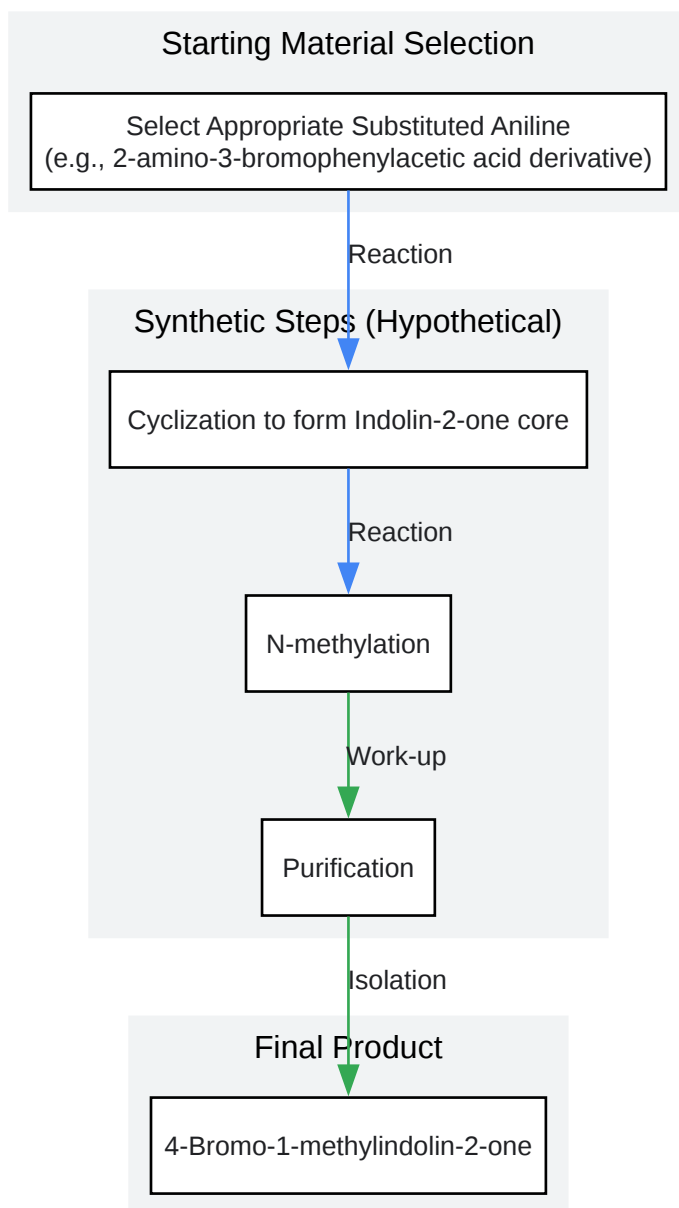 Starting Material Selection
Select Appropriate Substituted Aniline
(e.g., 2-amino-3-bromophenylacetic acid derivative)
Reaction
Synthetic Steps (Hypothetical)
Cyclization to form Indolin-2-one core
Reaction
N-methylation
Work-up
Purification
Isolation
Final Product
4-Bromo-1-methylindolin-2-one